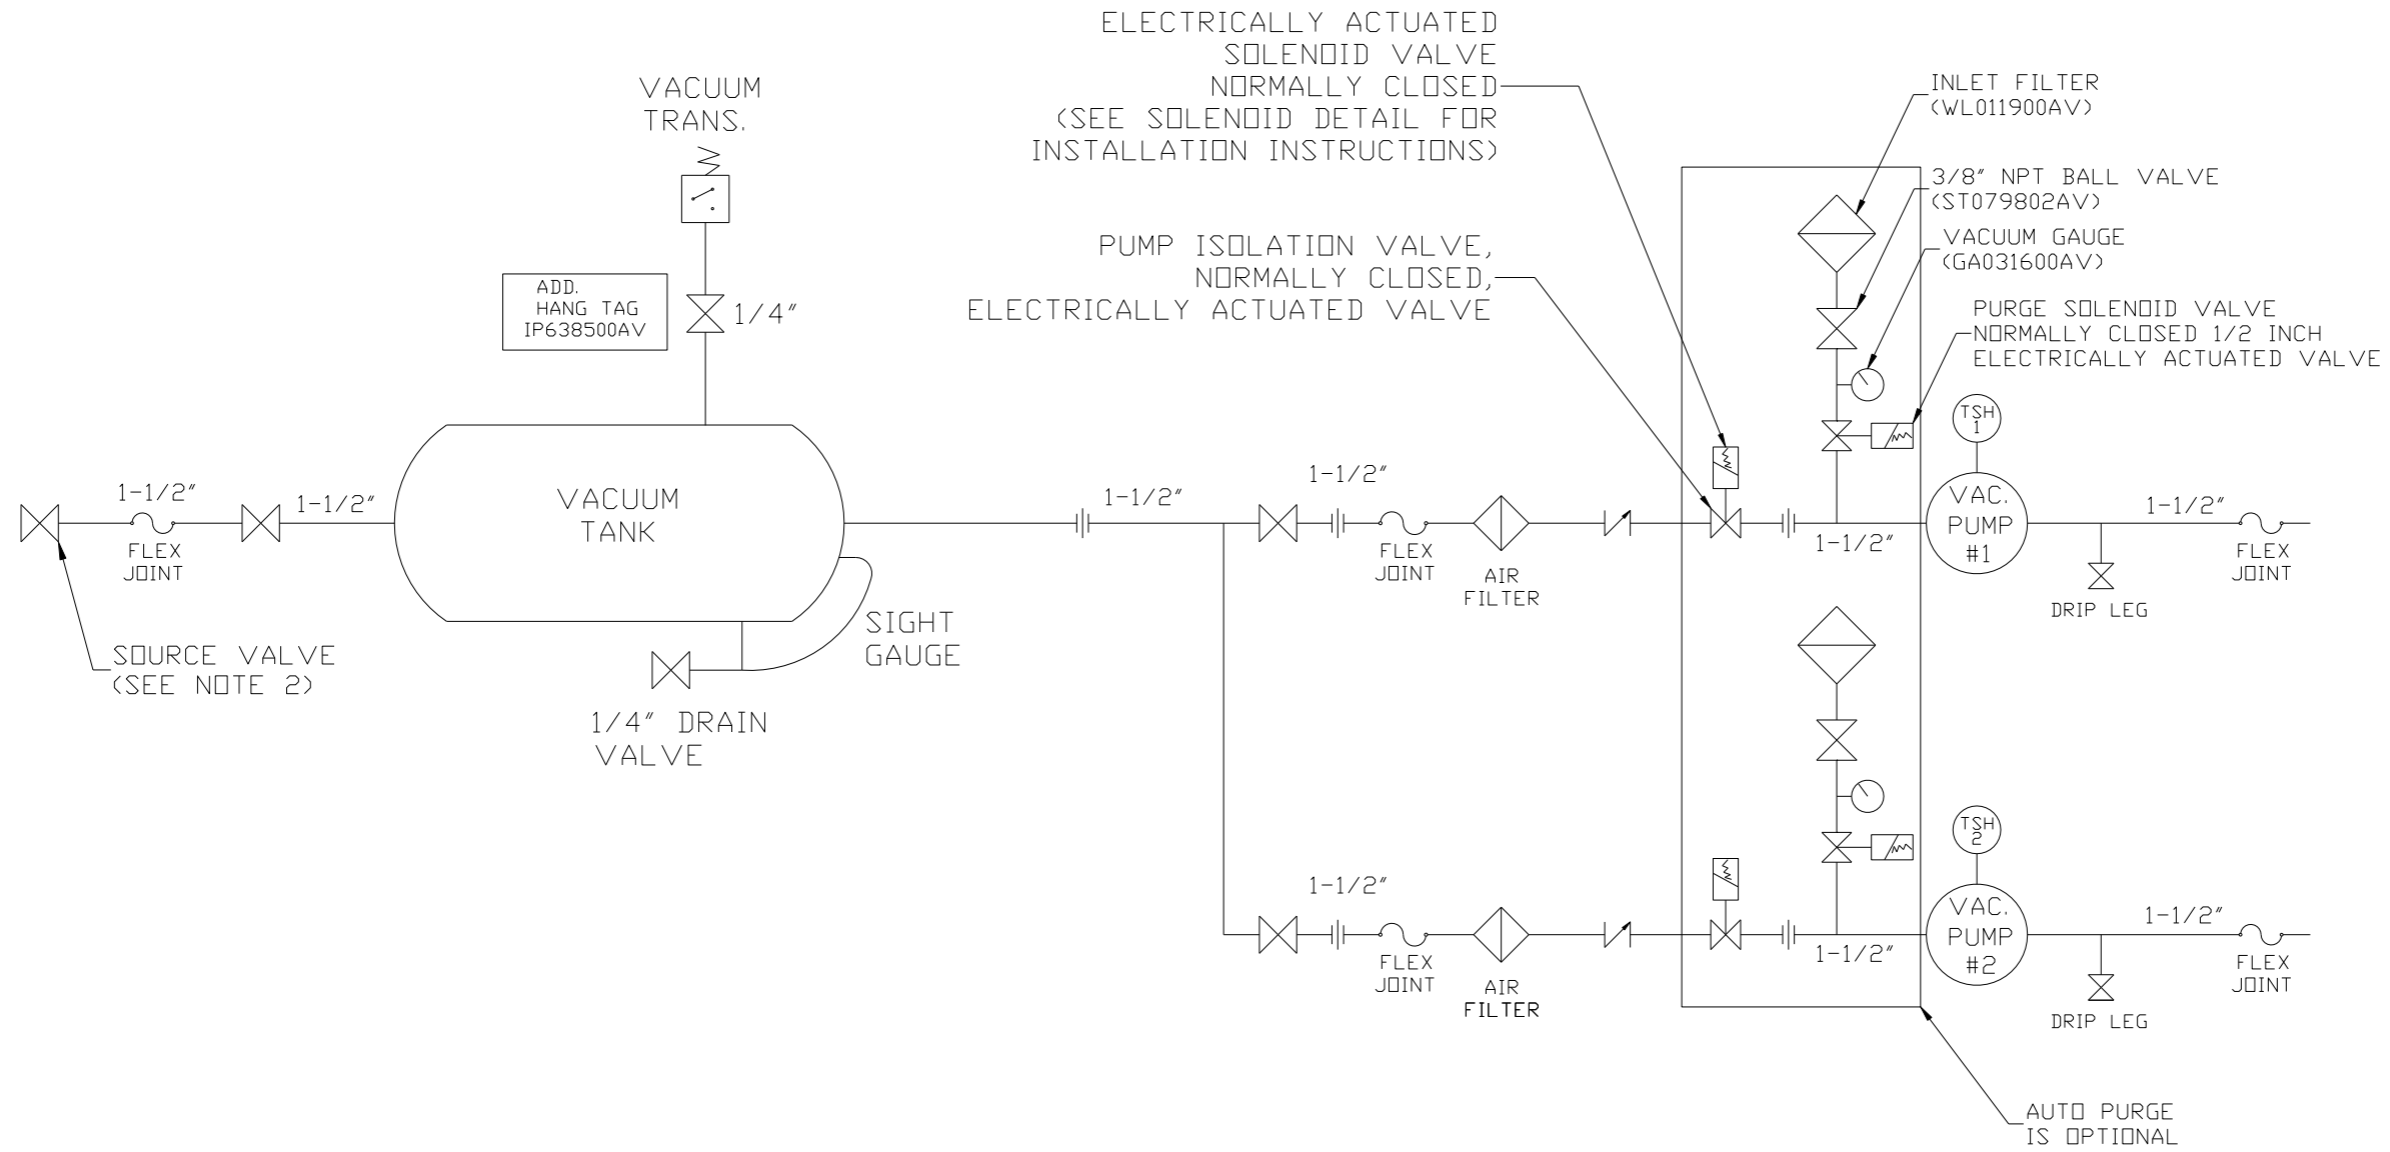 ELECTRICALLY ACTUATED
SOLENOID VALVE
NORMALLY CLOSED
(SEE SOLENOID DETAIL FOR
INSTALLATION INSTRUCTIONS)
VACUUM
TRANS.
INLET FILTER
(WL011900AV)
3/8" NPT BALL VALVE
(ST079802AV)
VACUUM GAUGE
(GA031600AV)
PUMP ISOLATION VALVE,
NORMALLY CLOSED,
ELECTRICALLY ACTUATED VALVE
ADD.
HANG TAG
IP638500AV
1/4"
PURGE SOLENOID VALVE
NORMALLY CLOSED 1/2 INCH
ELECTRICALLY ACTUATED VALVE
TSH
1
1-1/2"
1-1/2"
VACUUM
TANK
1-1/2"
1-1/2"
VAC.
PUMP
#1
1-1/2"
1-1/2"
FLEX
JOINT
FLEX
JOINT
AIR
FILTER
FLEX
JOINT
DRIP LEG
SOURCE VALVE
(SEE NOTE 2)
SIGHT
GAUGE
1/4" DRAIN
VALVE
TSH
2
1-1/2"
VAC.
PUMP
#2
1-1/2"
1-1/2"
FLEX
JOINT
AIR
FILTER
FLEX
JOINT
DRIP LEG
AUTO PURGE
IS OPTIONAL